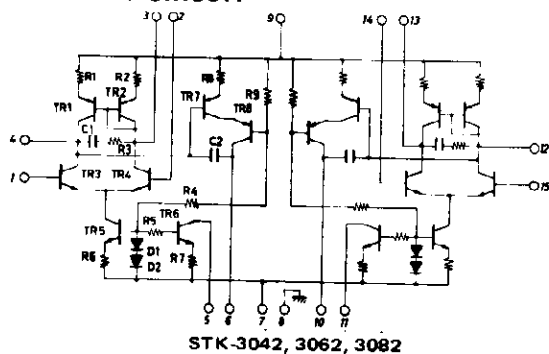 3 2 9 14 13
R1 R2 R8 R9
TR1 TR2 TR7 TR8
4 C1 R3 C2 12
1 TR3 TR4 15
R4
TR5 R5 TR6
R6 D1 D2 R7
5 6 7 8 10 11
STK-3042, 3062, 3082